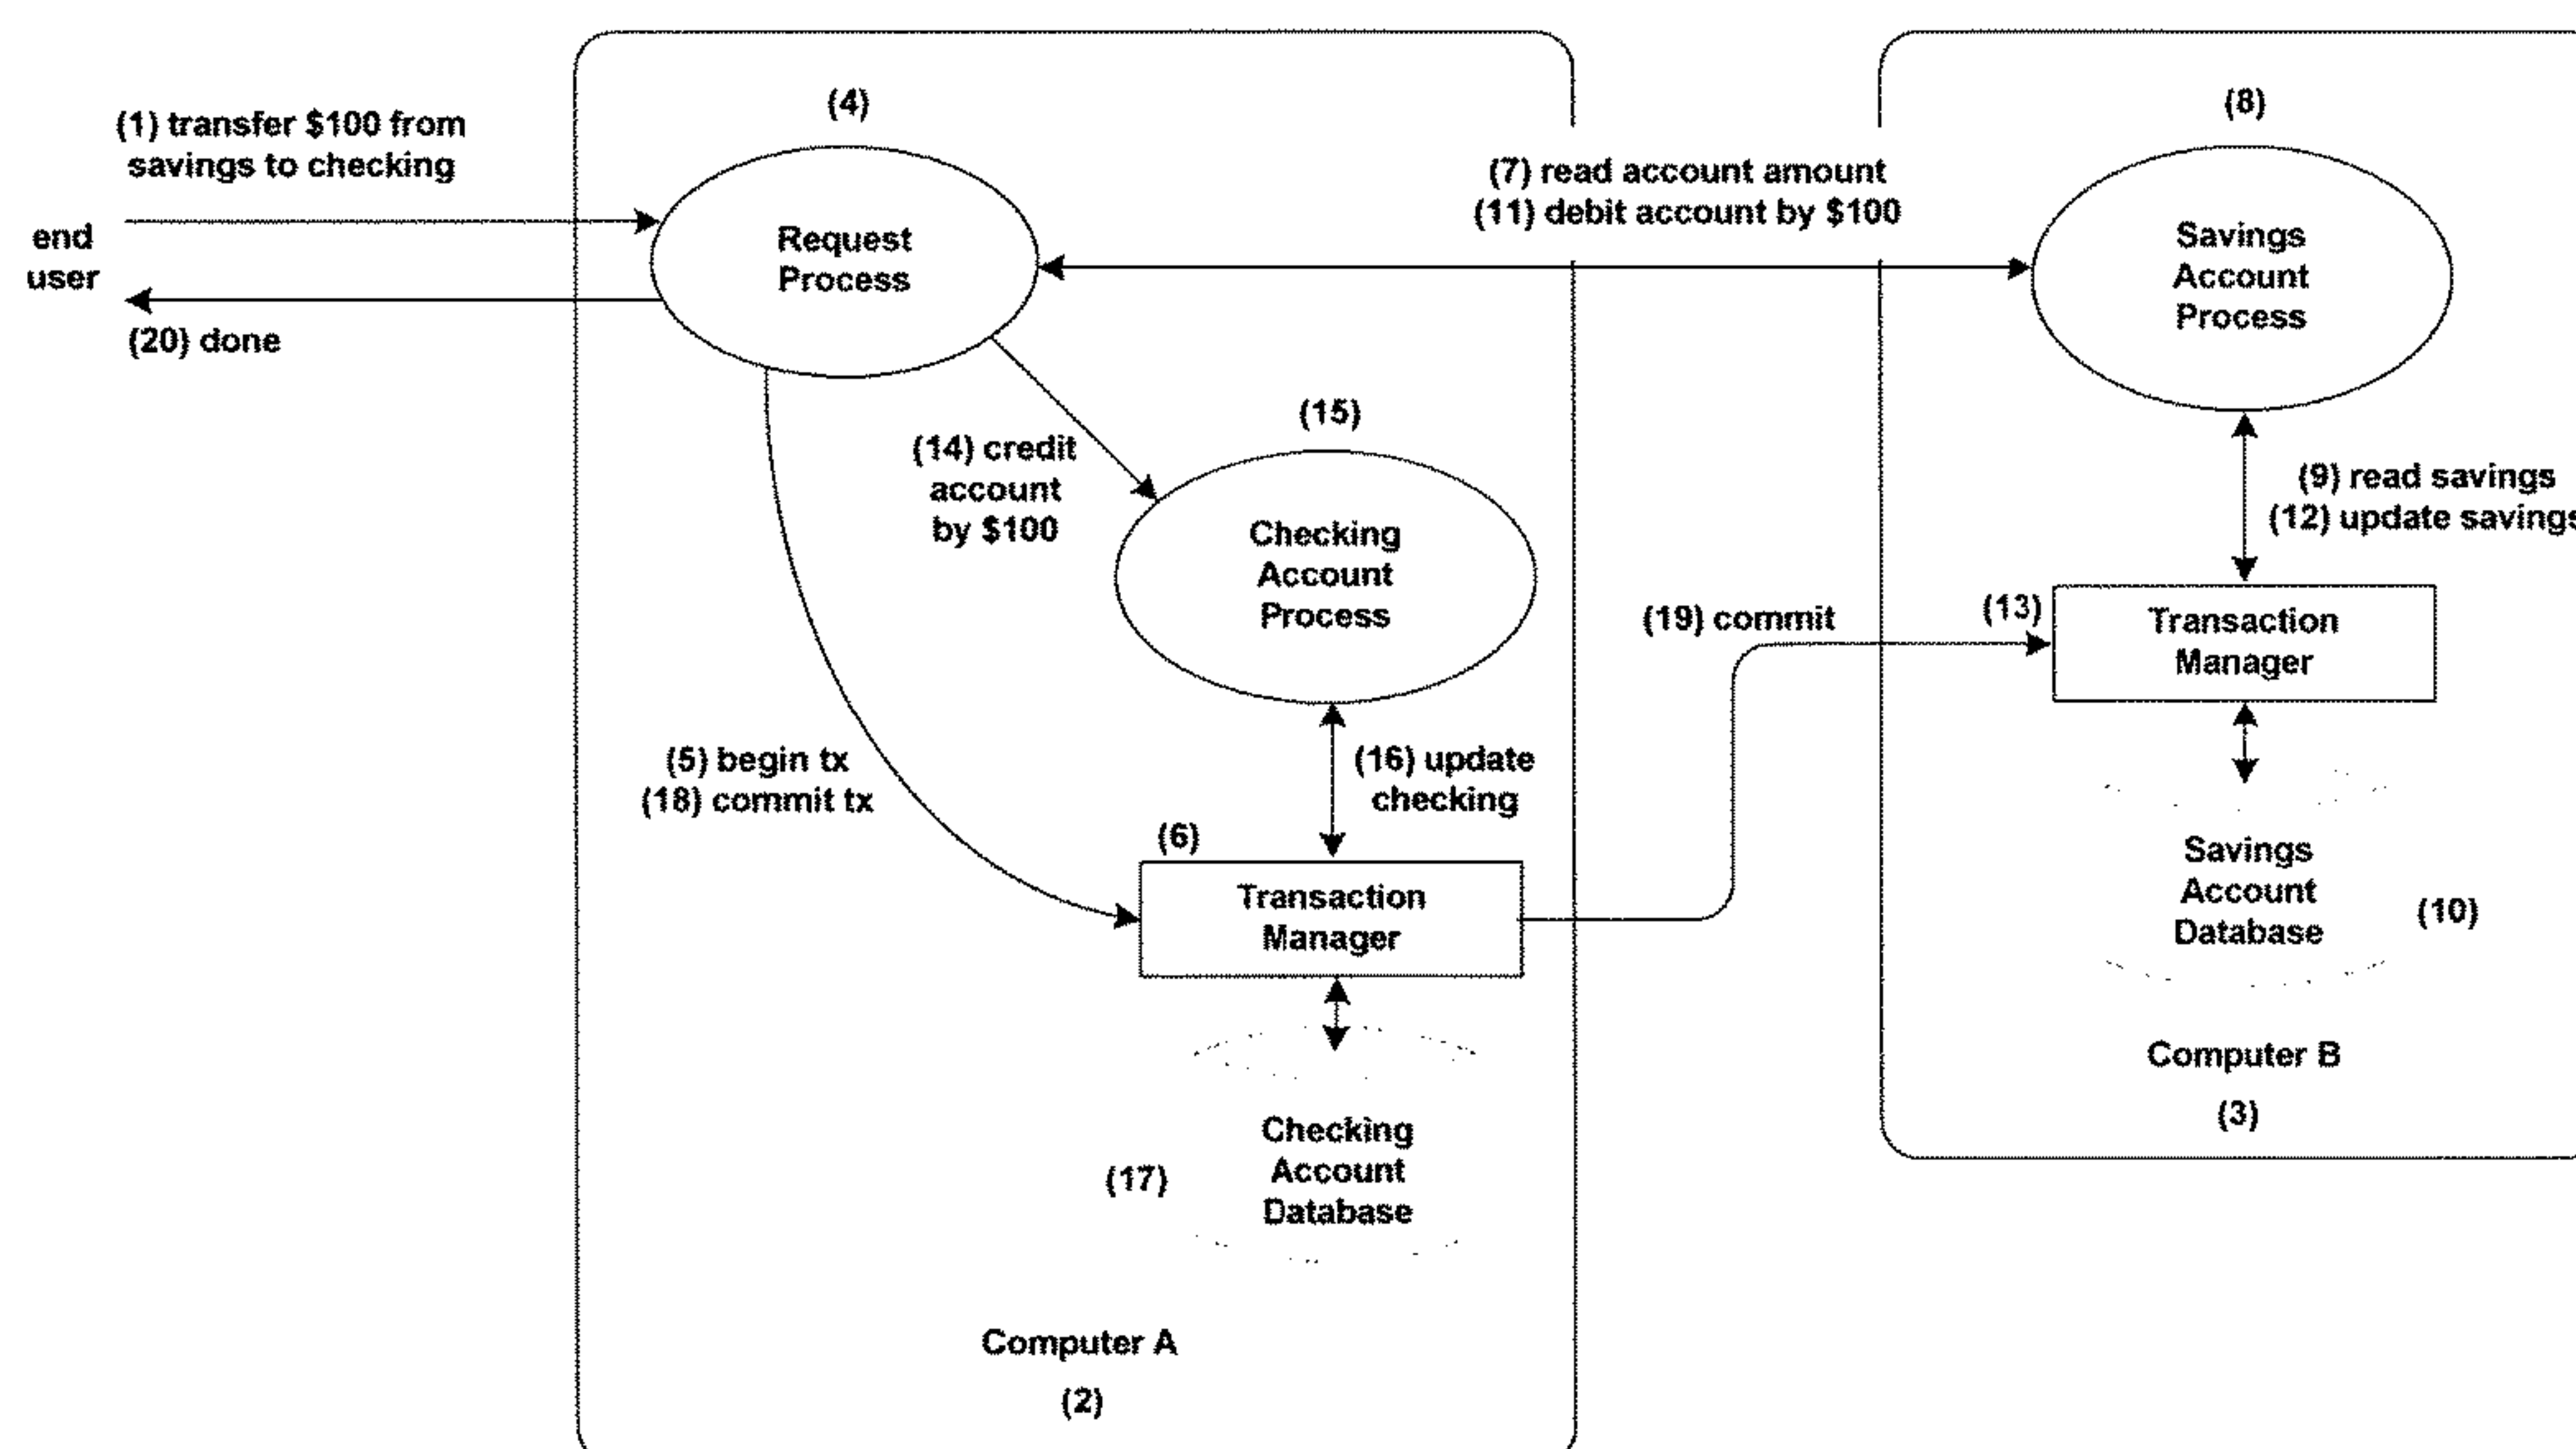 (1) transfer $100 from
savings to checking
end
user
(20) done
(4)
Request
Process
(7) read account amount
(11) debit account by $100
(8)
Savings
Account
Process
(14) credit
account
by $100
(15)
Checking
Account
Process
(9) read savings
(12) update savings
(5) begin tx
(18) commit tx
(16) update
checking
(19) commit
(13)
Transaction
Manager
(6)
Transaction
Manager
Savings
Account
Database
(10)
Checking
Account
Database
(17)
Computer B
(3)
Computer A
(2)